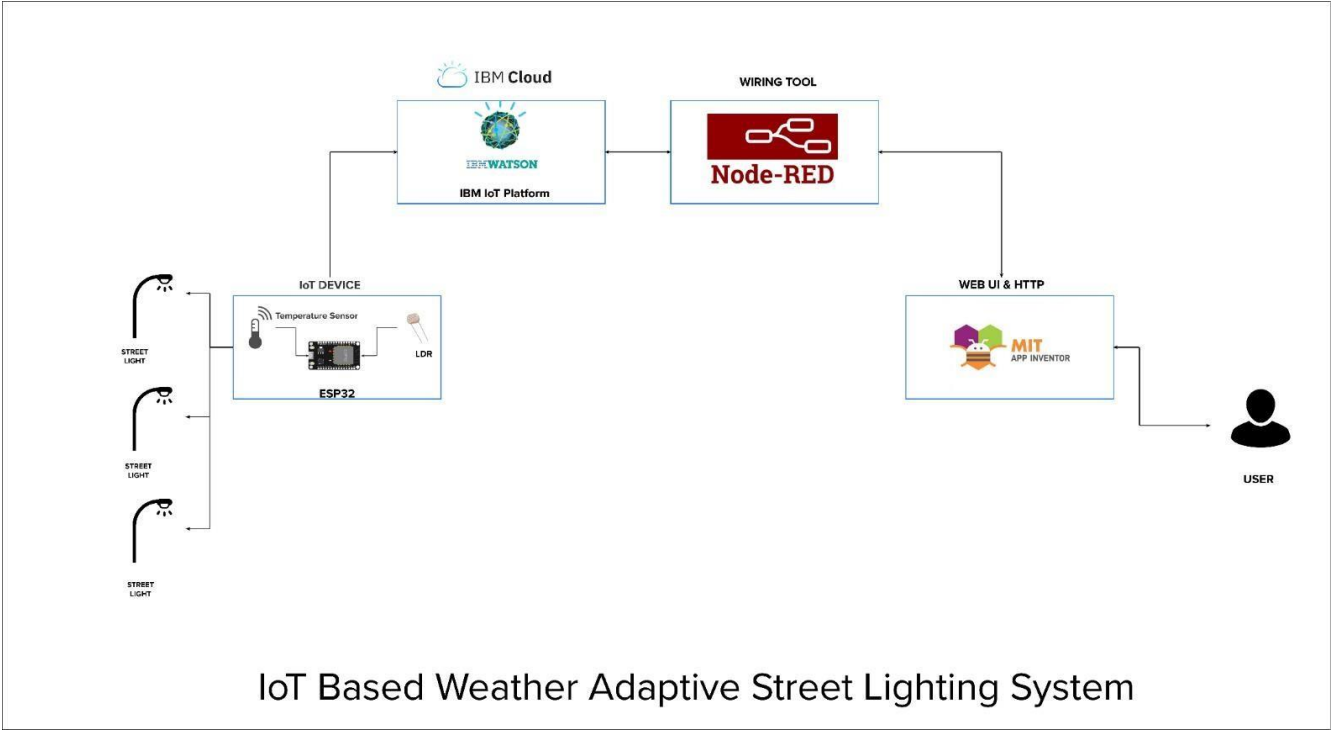 IBM Cloud
WIRING TOOL
IBM WATSON
IBM IoT Platform
Node-RED
IoT DEVICE
Temperature Sensor
LDR
ESP32
WEB UI & HTTP
MIT
APP INVENTOR
STREET
LIGHT
STREET
LIGHT
STREET
LIGHT
USER
IoT Based Weather Adaptive Street Lighting System